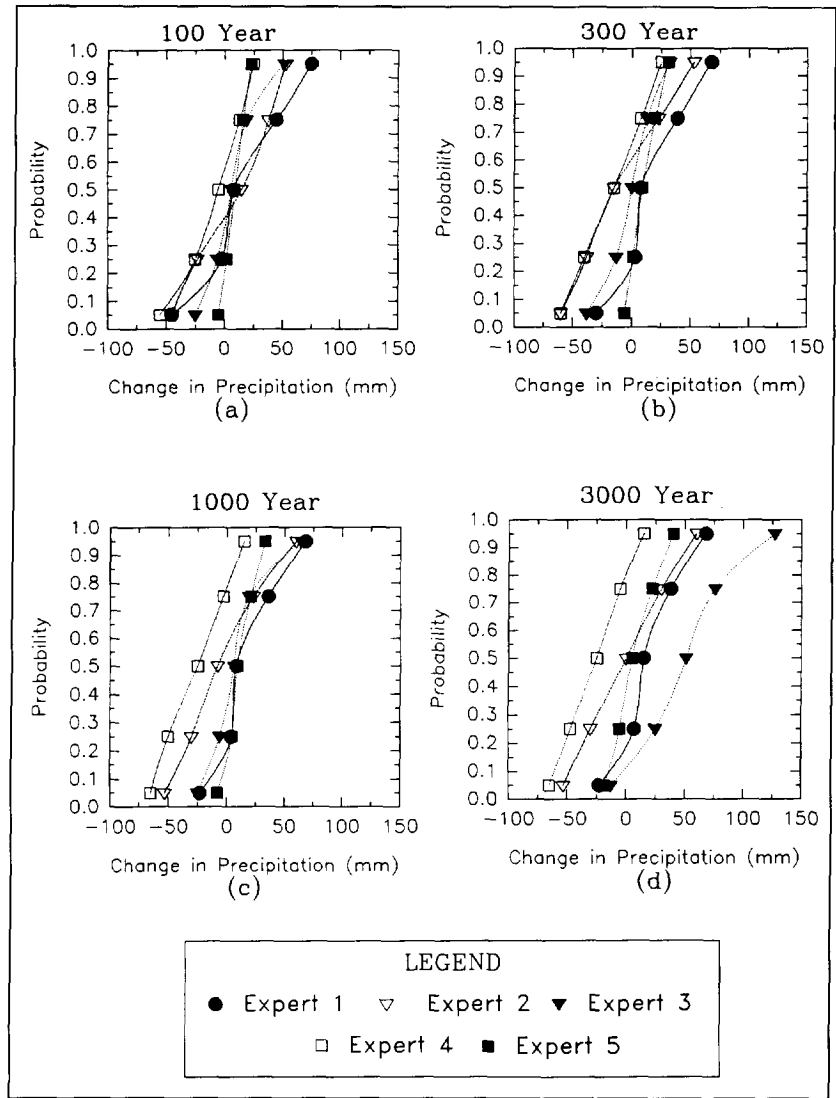 100 Year
1.0
0.9
0.8
0.7
0.6
0.5
0.4
0.3
0.2
0.1
0.0
Probability
-100 -50 0 50 100 150
Change in Precipitation (mm)
(a)
300 Year
1.0
0.9
0.8
0.7
0.6
0.5
0.4
0.3
0.2
0.1
0.0
Probability
-100 -50 0 50 100 150
Change in Precipitation (mm)
(b)
1000 Year
1.0
0.9
0.8
0.7
0.6
0.5
0.4
0.3
0.2
0.1
0.0
Probability
-100 -50 0 50 100 150
Change in Precipitation (mm)
(c)
3000 Year
1.0
0.9
0.8
0.7
0.6
0.5
0.4
0.3
0.2
0.1
0.0
Probability
-100 -50 0 50 100 150
Change in Precipitation (mm)
(d)
LEGEND
Expert 1 Expert 2 Expert 3
Expert 4 Expert 5